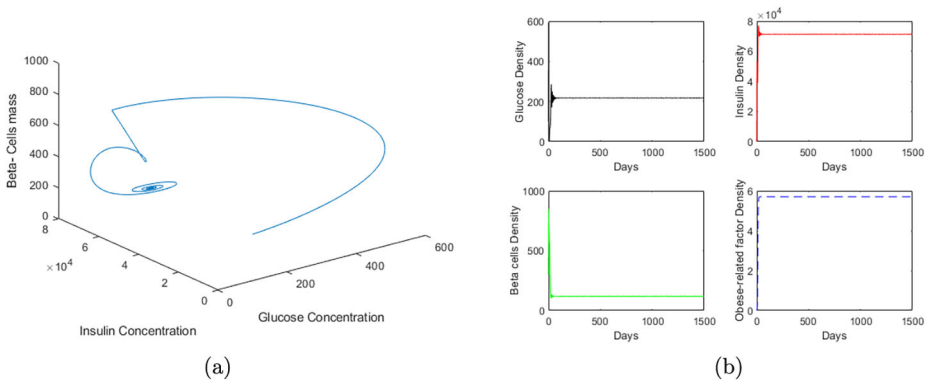 1000
800
600
400
200
0
Beta- Cells mass
8
6
4
2
0
×10^4
Insulin Concentration
0
200
400
600
Glucose Concentration
(a)
600
400
200
0
Glucose Density
0 500 1000 1500
Days
× 10^4
8
6
4
2
0
Insulin Density
0 500 1000 1500
Days
1000
500
0
Beta cells Density
0 500 1000 1500
Days
6
4
2
0
Obese-related factor Density
0 500 1000 1500
Days
(b)